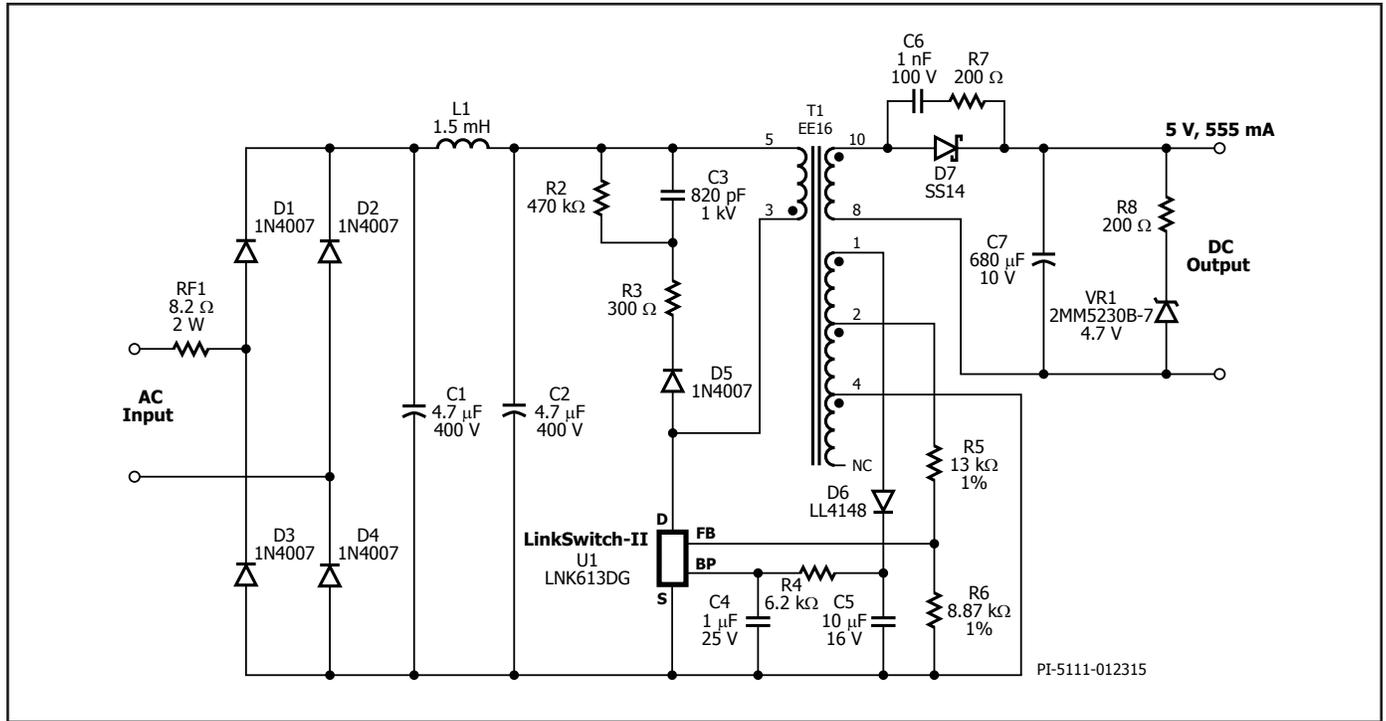 C6
1 nF
100 V
R7
200 Ω
L1
1.5 mH
T1
EE16
5
10
5 V, 555 mA
D7
SS14
R2
470 kΩ
C3
820 pF
1 kV
3
8
D1
1N4007
D2
1N4007
R8
200 Ω
1
C7
680 μF
10 V
DC
Output
RF1
8.2 Ω
2 W
R3
300 Ω
VR1
2MM5230B-7
4.7 V
2
AC
Input
C1
4.7 μF
400 V
C2
4.7 μF
400 V
D5
1N4007
4
NC
R5
13 kΩ
1%
D6
LL4148
D3
1N4007
D4
1N4007
D
LinkSwitch-II
U1
LNK613DG
FB
BP
S
R4
6.2 kΩ
C4
1 μF
25 V
C5
10 μF
16 V
R6
8.87 kΩ
1%
PI-5111-012315